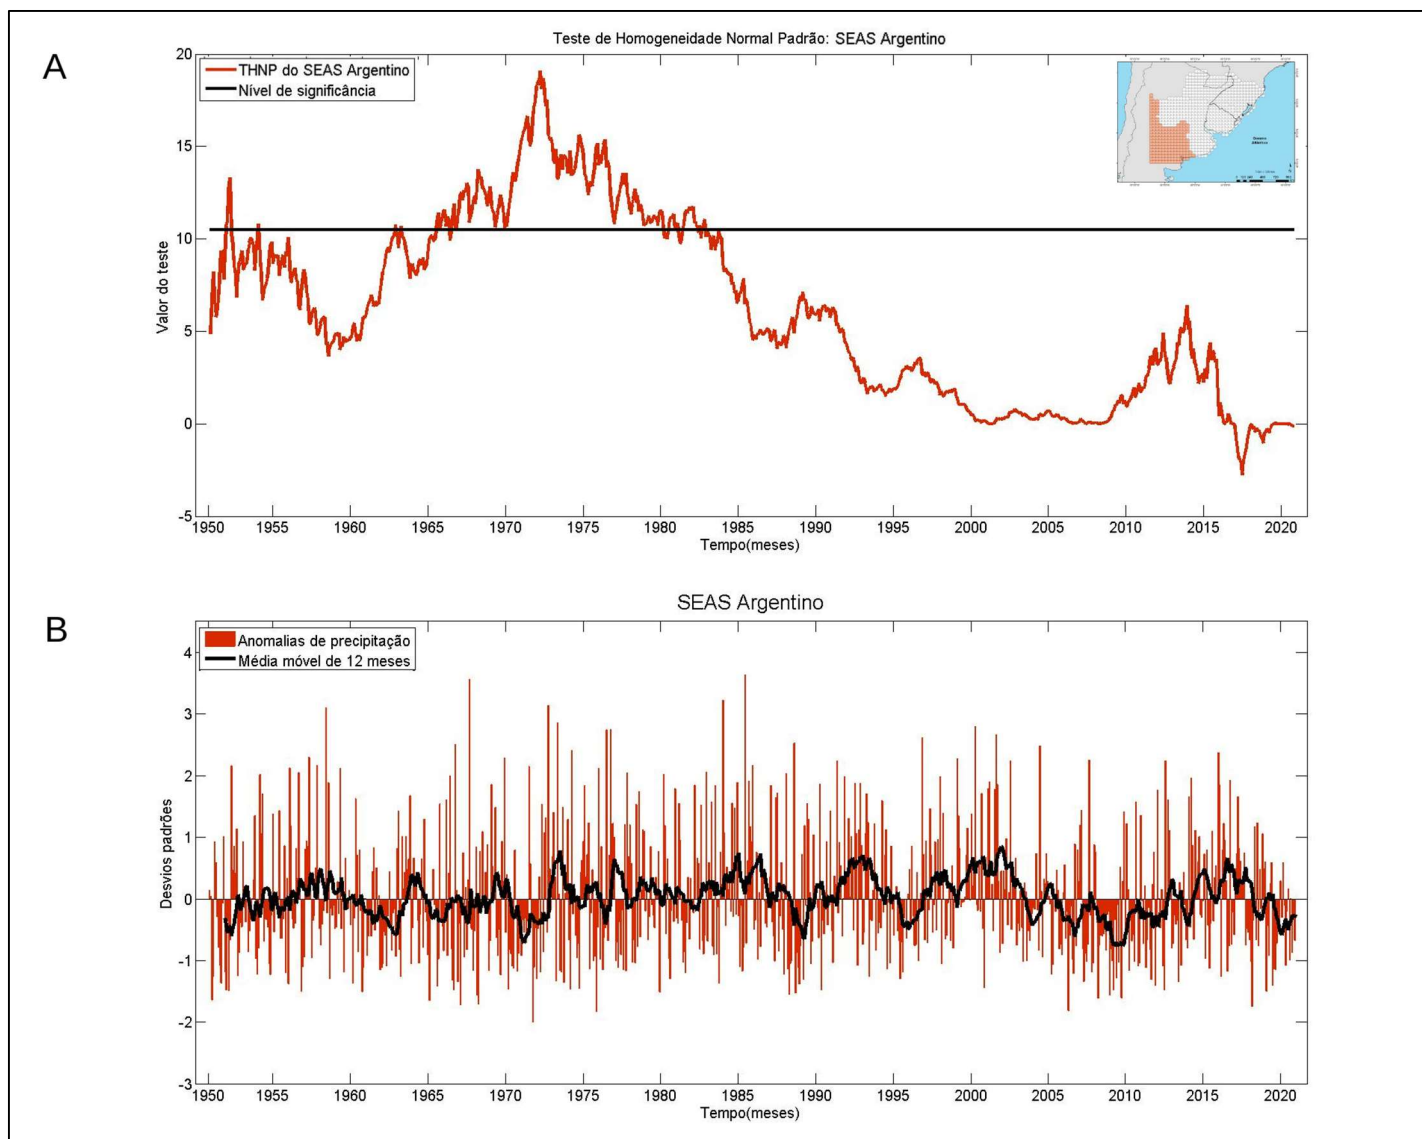 A
Teste de Homogeneidade Normal Padrão: SEAS Argentino
THNP do SEAS Argentino
Nível de significância
Valor do teste
20
15
10
5
0
-5
1950 1955 1960 1965 1970 1975 1980 1985 1990 1995 2000 2005 2010 2015 2020
Tempo(meses)
B
SEAS Argentino
Anomalias de precipitação
Média móvel de 12 meses
Desvios padrões
4
3
2
1
0
-1
-2
-3
1950 1955 1960 1965 1970 1975 1980 1985 1990 1995 2000 2005 2010 2015 2020
Tempo(meses)